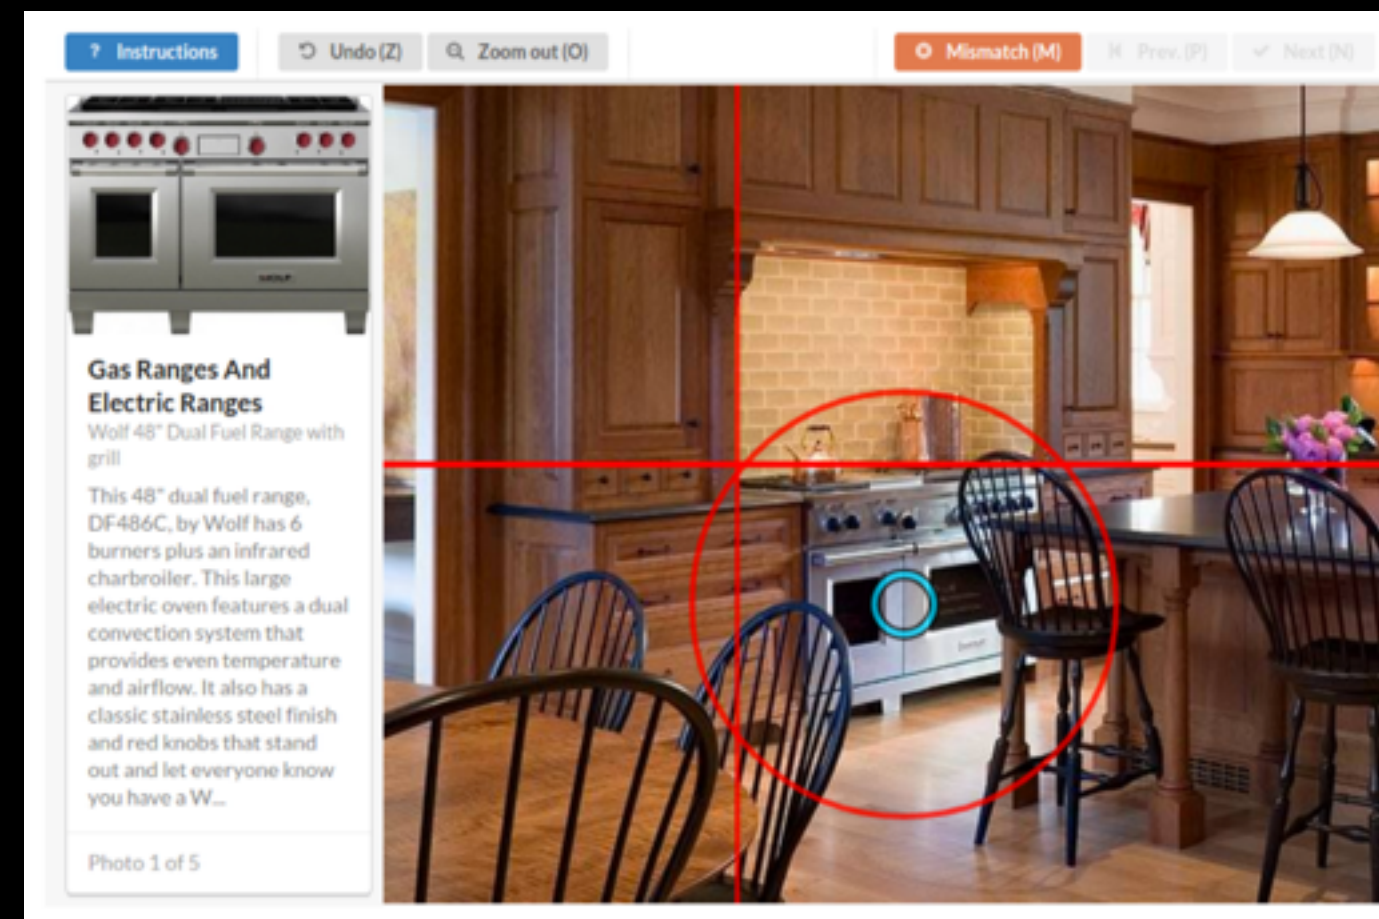 ? Instructions
Undo (Z)
Zoom out (O)
Mismatch (M)
Prev. (P)
Next (N)
WOLF
Gas Ranges And
Electric Ranges
Wolf 48" Dual Fuel Range with
grill
This 48" dual fuel range,
DF486C, by Wolf has 6
burners plus an infrared
charbroiler. This large
electric oven features a dual
convection system that
provides even temperature
and airflow. It also has a
classic stainless steel finish
and red knobs that stand
out and let everyone know
you have a W...
Photo 1 of 5